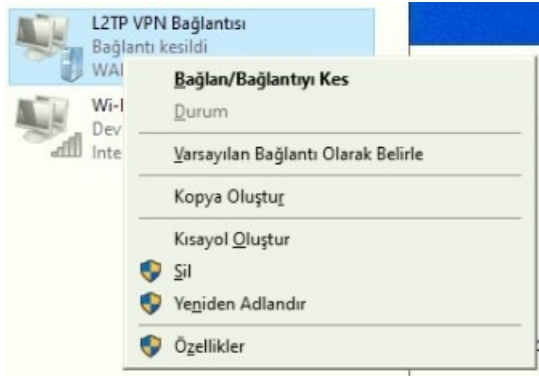 L2TP VPN Bağlantısı
Bağlantı kesildi
WAI
Bağlan/Bağlantıyı Kes
Durum
Wi-
Dev
Inte
Varsayılan Bağlantı Olarak Belirle
Kopya Oluştur
Kısayol Oluştur
Sil
Yeniden Adlandır
Özellikler